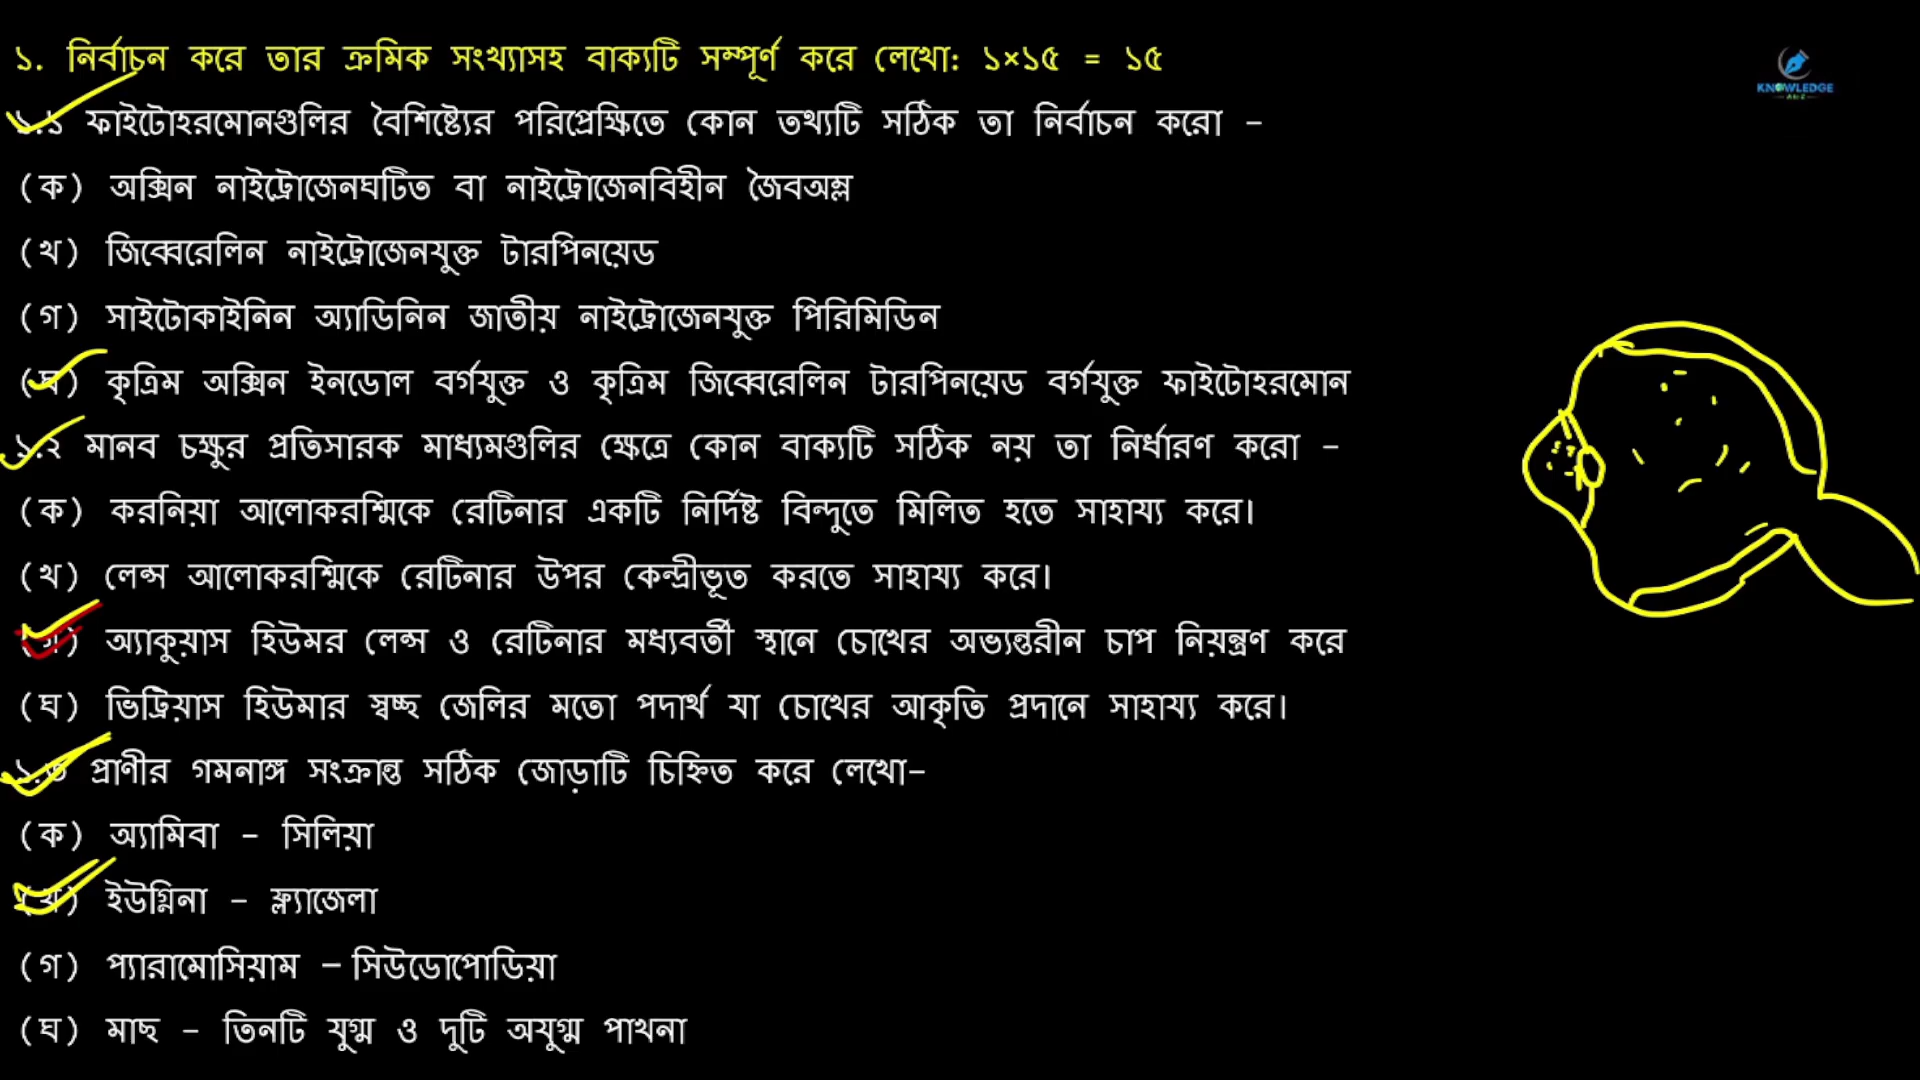 ১. নির্বাচন করে তার ক্রমিক সংখ্যাসহ বাক্যটি সম্পূর্ণ করে লেখো: ১×১৫ = ১৫
KNOWLEDGE
১.১ ফাইটোহরমোনগুলির বৈশিষ্ট্যের পরিপ্রেক্ষিতে কোন তথ্যটি সঠিক তা নির্বাচন করো –
(ক) অক্সিন নাইট্রোজেনঘটিত বা নাইট্রোজেনবিহীন জৈবঅম্ল
(খ) জিব্বেরেলিন নাইট্রোজেনযুক্ত টারপিনয়েড
(গ) সাইটোকাইনিন অ্যাডিনিন জাতীয় নাইট্রোজেনযুক্ত পিরিমিডিন
(ঘ) কৃত্রিম অক্সিন ইনডোল বর্গযুক্ত ও কৃত্রিম জিব্বেরেলিন টারপিনয়েড বর্গযুক্ত ফাইটোহরমোন
১.২ মানব চক্ষুর প্রতিসারক মাধ্যমগুলির ক্ষেত্রে কোন বাক্যটি সঠিক নয় তা নির্ধারণ করো –
(ক) করনিয়া আলোকরশ্মিকে রেটিনার একটি নির্দিষ্ট বিন্দুতে মিলিত হতে সাহায্য করে।
(খ) লেন্স আলোকরশ্মিকে রেটিনার উপর কেন্দ্রীভূত করতে সাহায্য করে।
(গ) অ্যাকুয়াস হিউমর লেন্স ও রেটিনার মধ্যবর্তী স্থানে চোখের অভ্যন্তরীন চাপ নিয়ন্ত্রণ করে
(ঘ) ভিট্রিয়াস হিউমার স্বচ্ছ জেলির মতো পদার্থ যা চোখের আকৃতি প্রদানে সাহায্য করে।
১.৩ প্রাণীর গমনাঙ্গ সংক্রান্ত সঠিক জোড়াটি চিহ্নিত করে লেখো–
(ক) অ্যামিবা – সিলিয়া
(খ) ইউগ্লিনা – ফ্ল্যাজেলা
(গ) প্যারামোসিয়াম – সিউডোপোডিয়া
(ঘ) মাছ – তিনটি যুগ্ম ও দুটি অযুগ্ম পাখনা